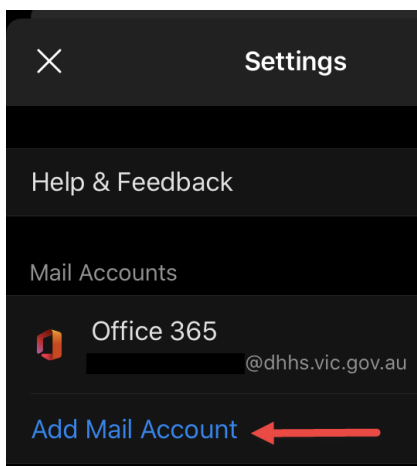 Settings
Help & Feedback
Mail Accounts
Office 365
@dhhs.vic.gov.au
Add Mail Account